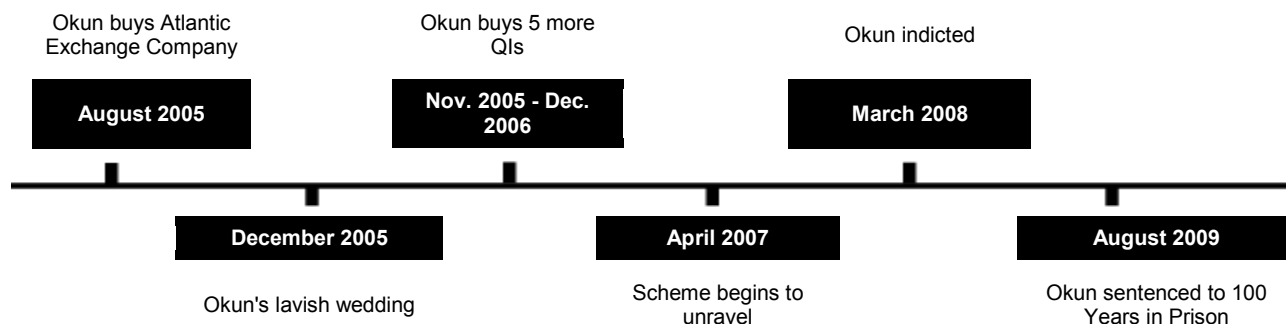 Okun buys Atlantic
Exchange Company
August 2005
Okun buys 5 more
QIs
Nov. 2005 - Dec.
2006
Okun indicted
March 2008
December 2005
Okun's lavish wedding
April 2007
Scheme begins to
unravel
August 2009
Okun sentenced to 100
Years in Prison